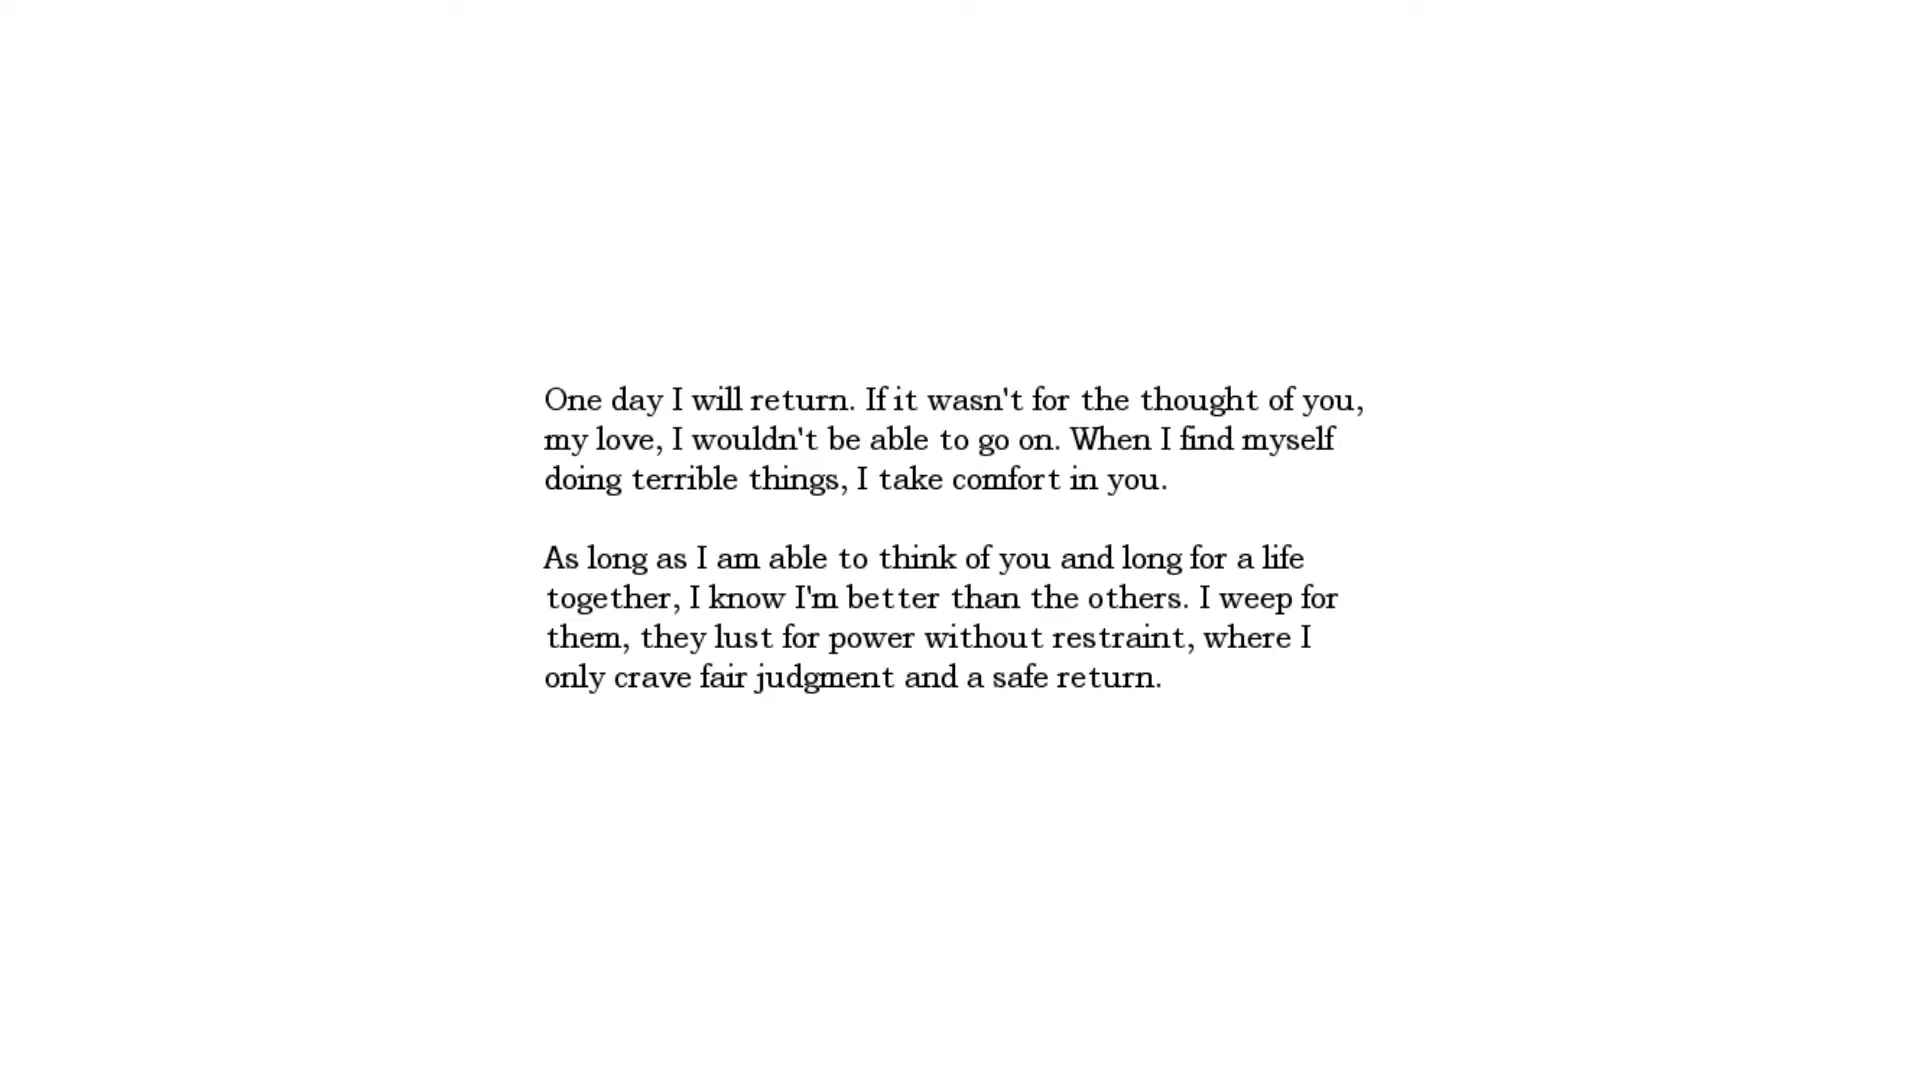 One day I will return. If it wasn't for the thought of you,
my love, I wouldn't be able to go on. When I find myself
doing terrible things, I take comfort in you.
As long as I am able to think of you and long for a life
together, I know I'm better than the others. I weep for
them, they lust for power without restraint, where I
only crave fair judgment and a safe return.